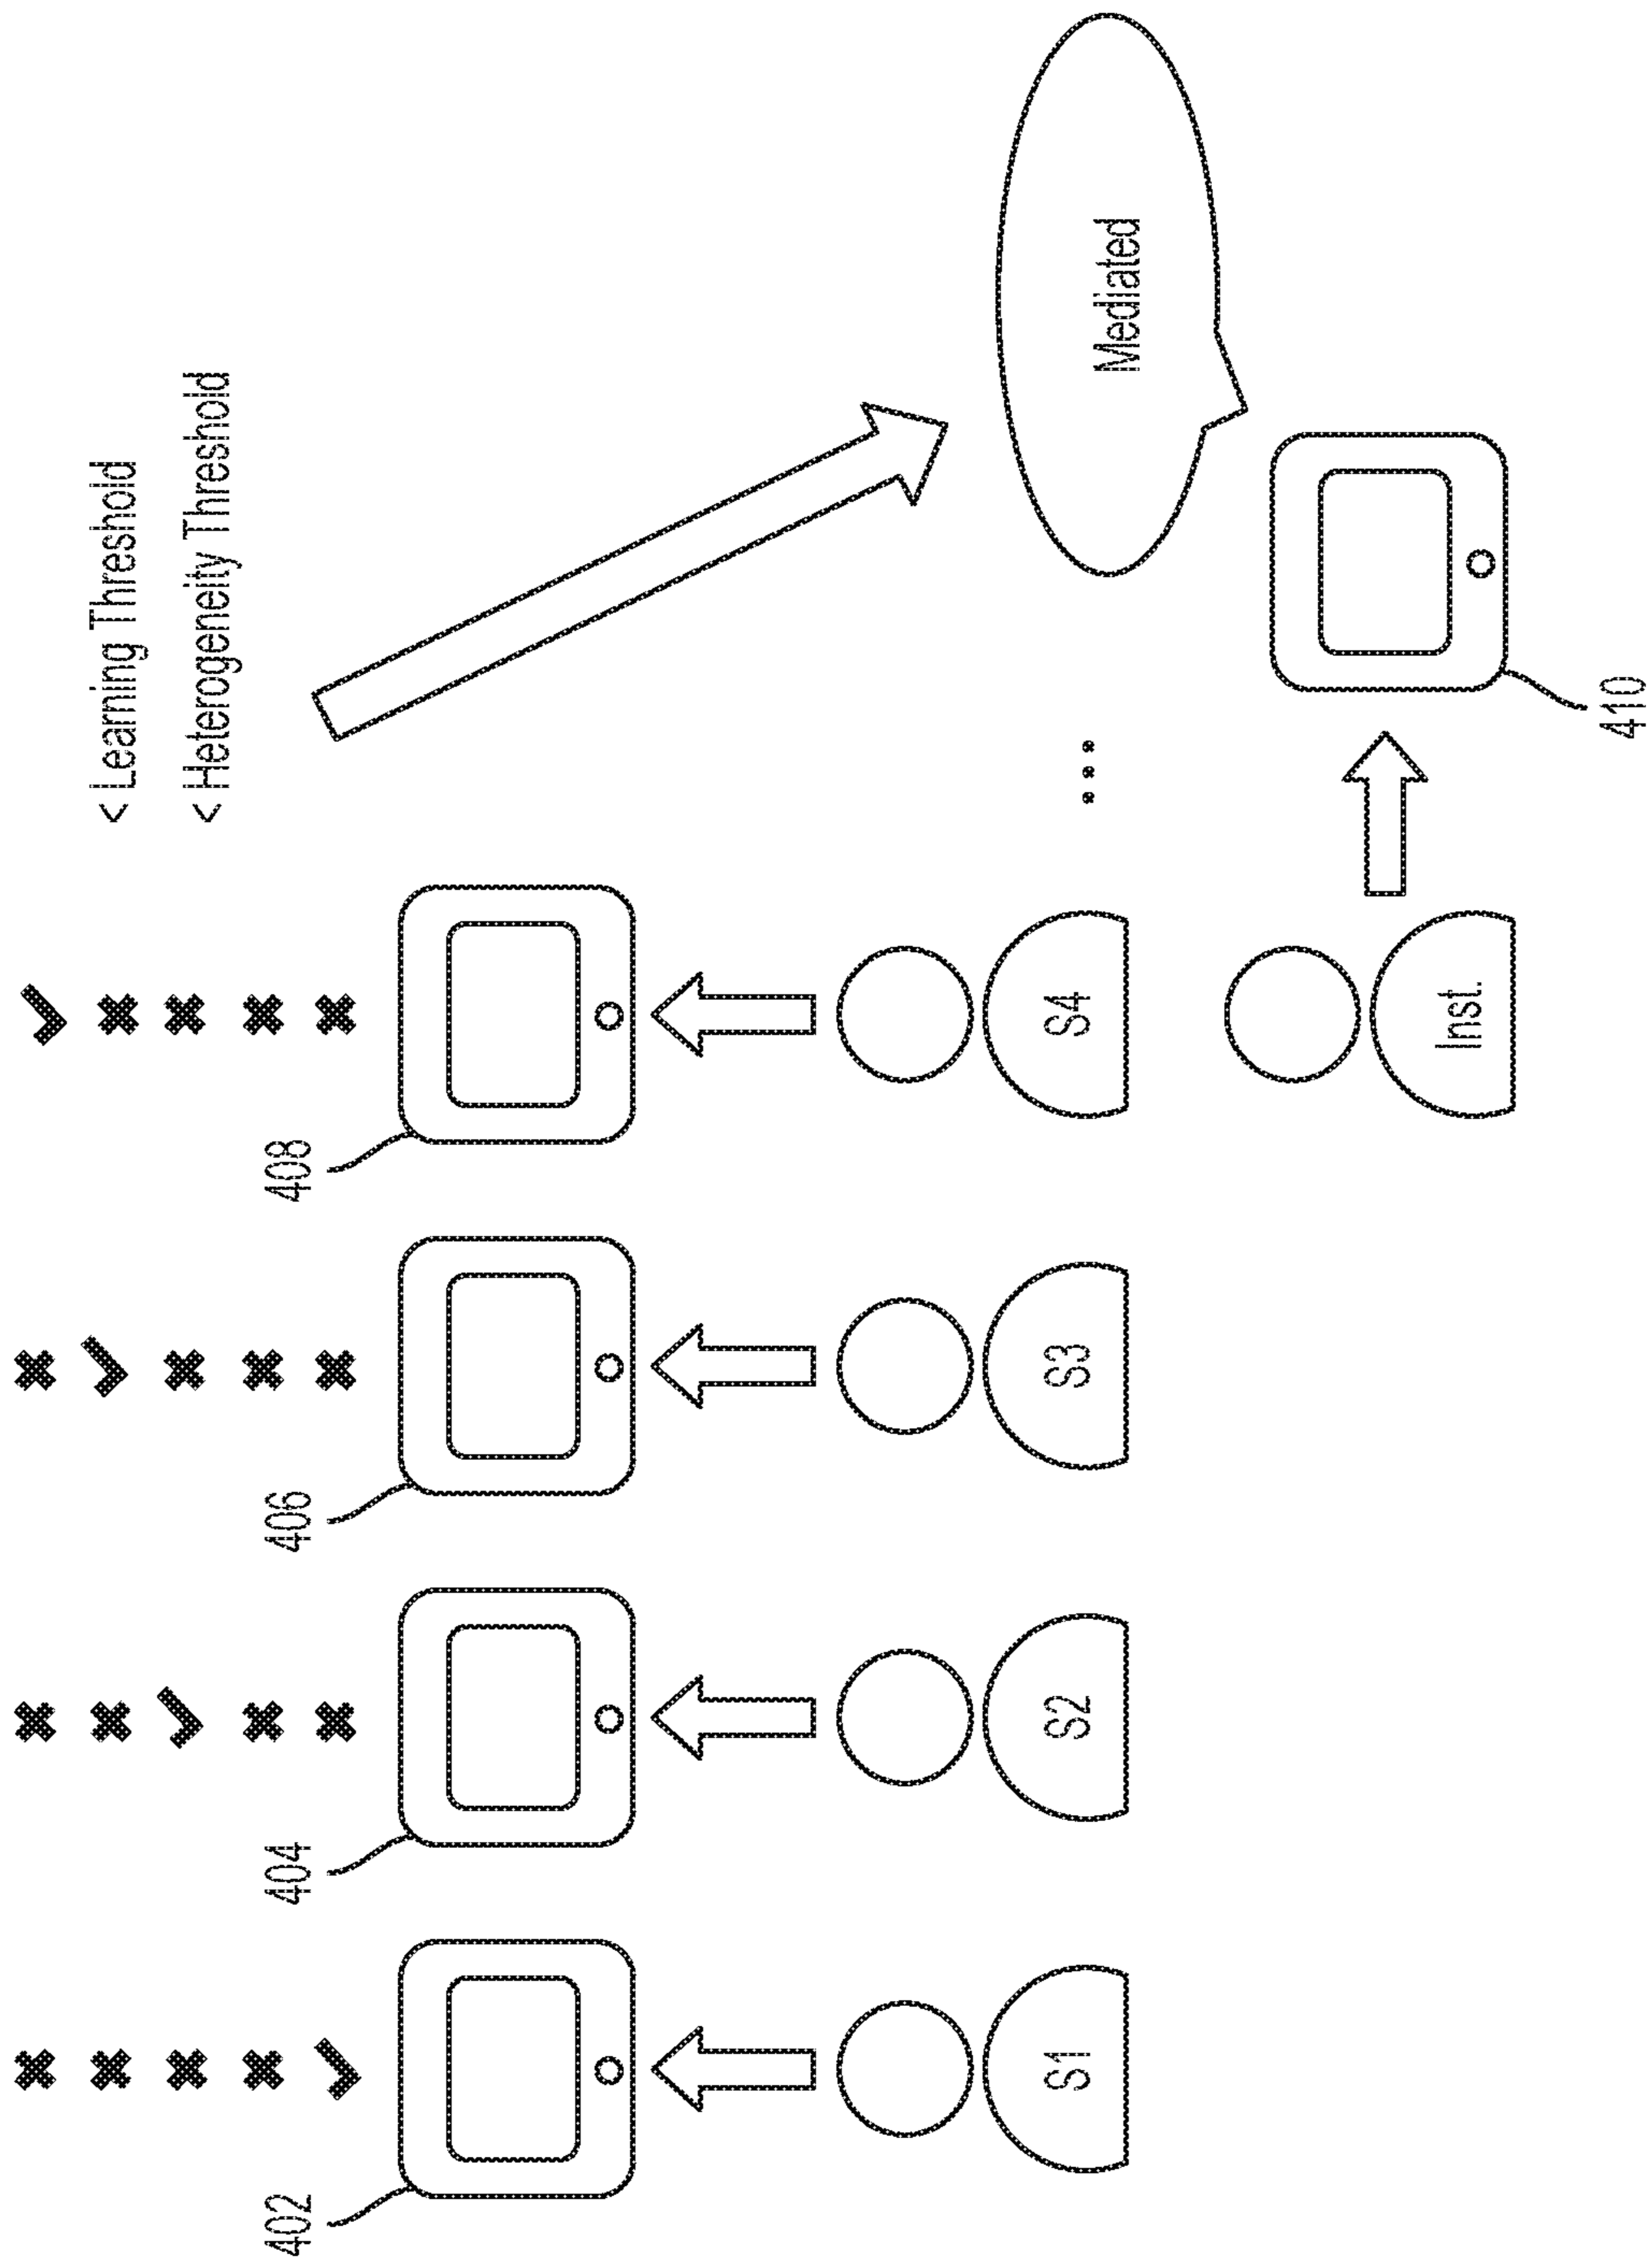 < Learning Threshold
< Heterogeneity Threshold
402
404
406
408
S1
S2
S3
S4
...
Mediated
Inst.
410